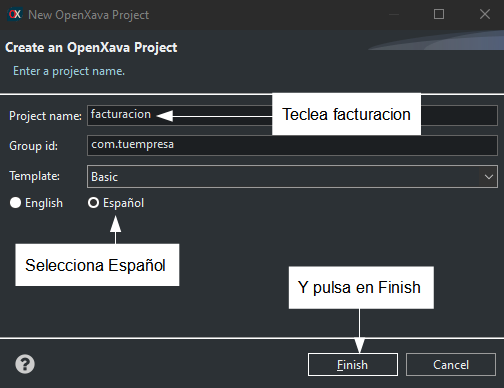 OX New OpenXava Project
Create an OpenXava Project
Enter a project name.
Project name: facturacion
Teclea facturacion
Group id: com.tuempresa
Template: Basic
English Español
Selecciona Español
Y pulsa en Finish
? Finish Cancel